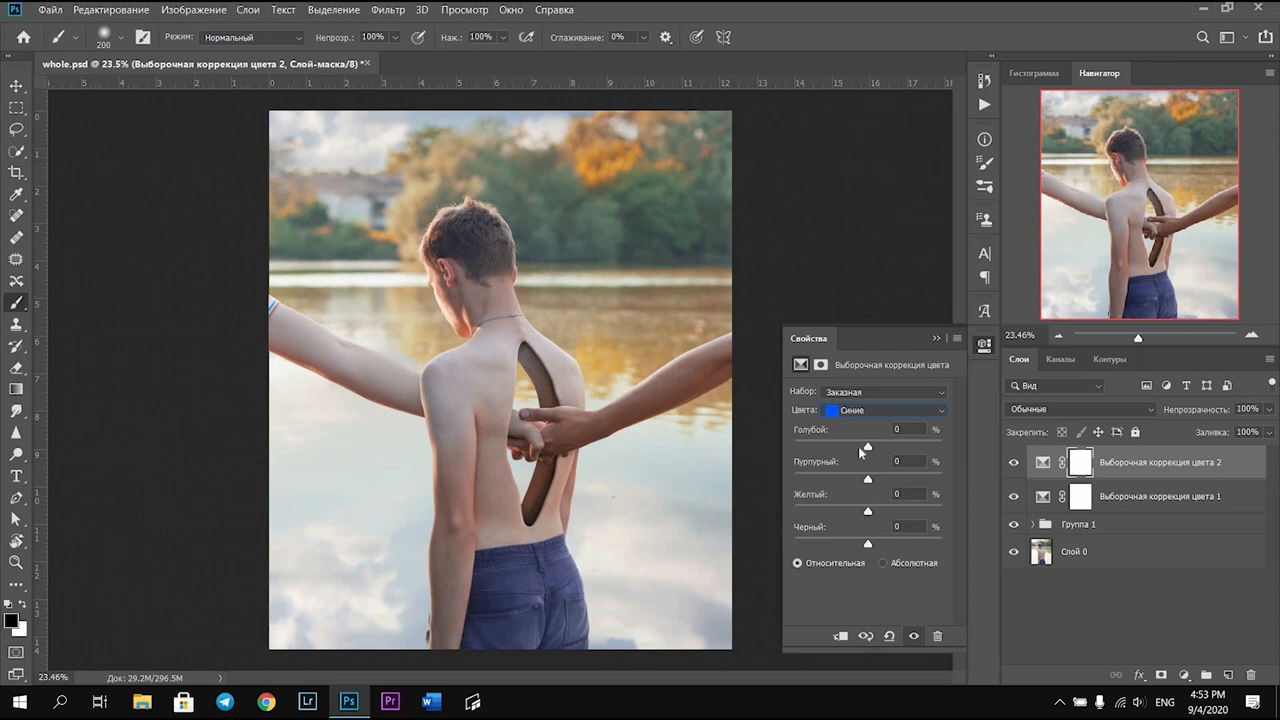 Ps Файл Редактирование Изображение Слои Текст Выделение Фильтр 3D Просмотр Окно Справка
200 Режим: Нормальный Непрозр.: 100% Наж.: 100% Сглаживание: 0%
whole.psd @ 23.5% (Выборочная коррекция цвета 2, Слой-маска/8) *
Гистограмма Навигатор
23.46%
Слои Каналы Контуры
Вид
Обычные Непрозрачность: 100%
Закрепить: Заливка: 100%
Выборочная коррекция цвета 2
Выборочная коррекция цвета 1
Группа 1
Слой 0
Свойства
Выборочная коррекция цвета
Набор: Заказная
Цвета: Синие
Голубой: 0 %
Пурпурный: 0 %
Желтый: 0 %
Черный: 0 %
Относительная Абсолютная
23.46% Док: 29.2M/296.5M
Lr Ps Pr W ENG 4:53 PM
9/4/2020